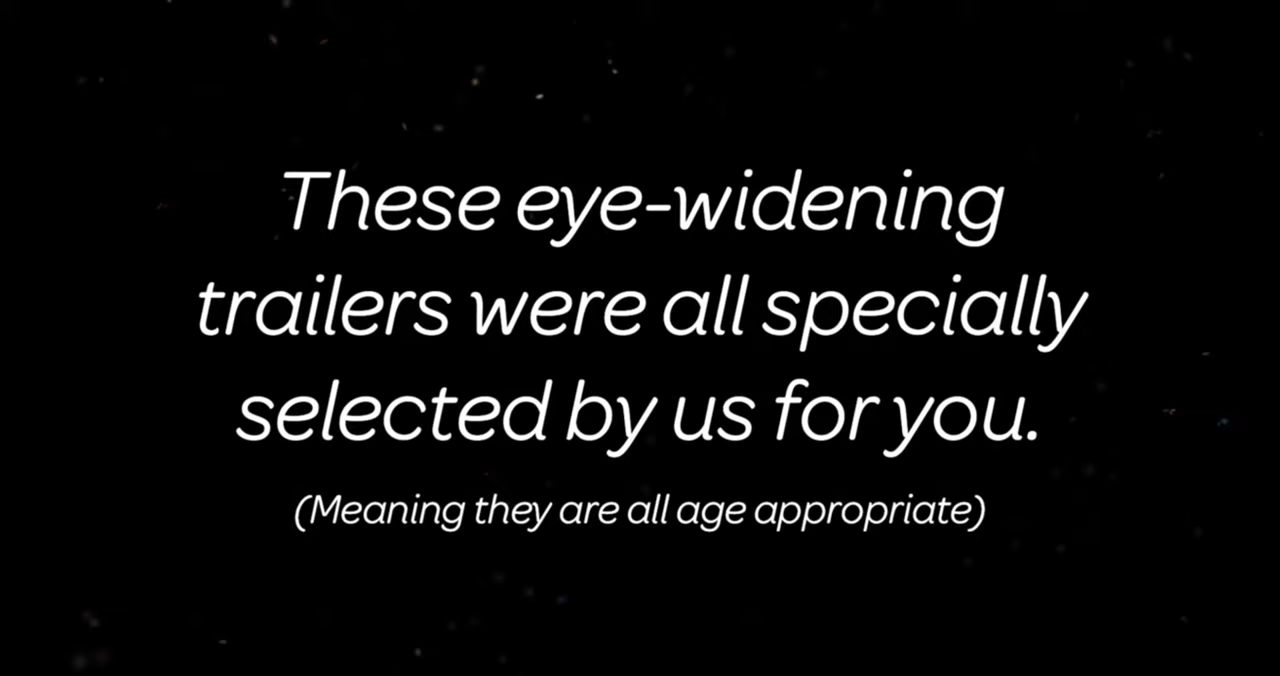 These eye-widening
trailers were all specially
selected by us for you.
(Meaning they are all age appropriate)